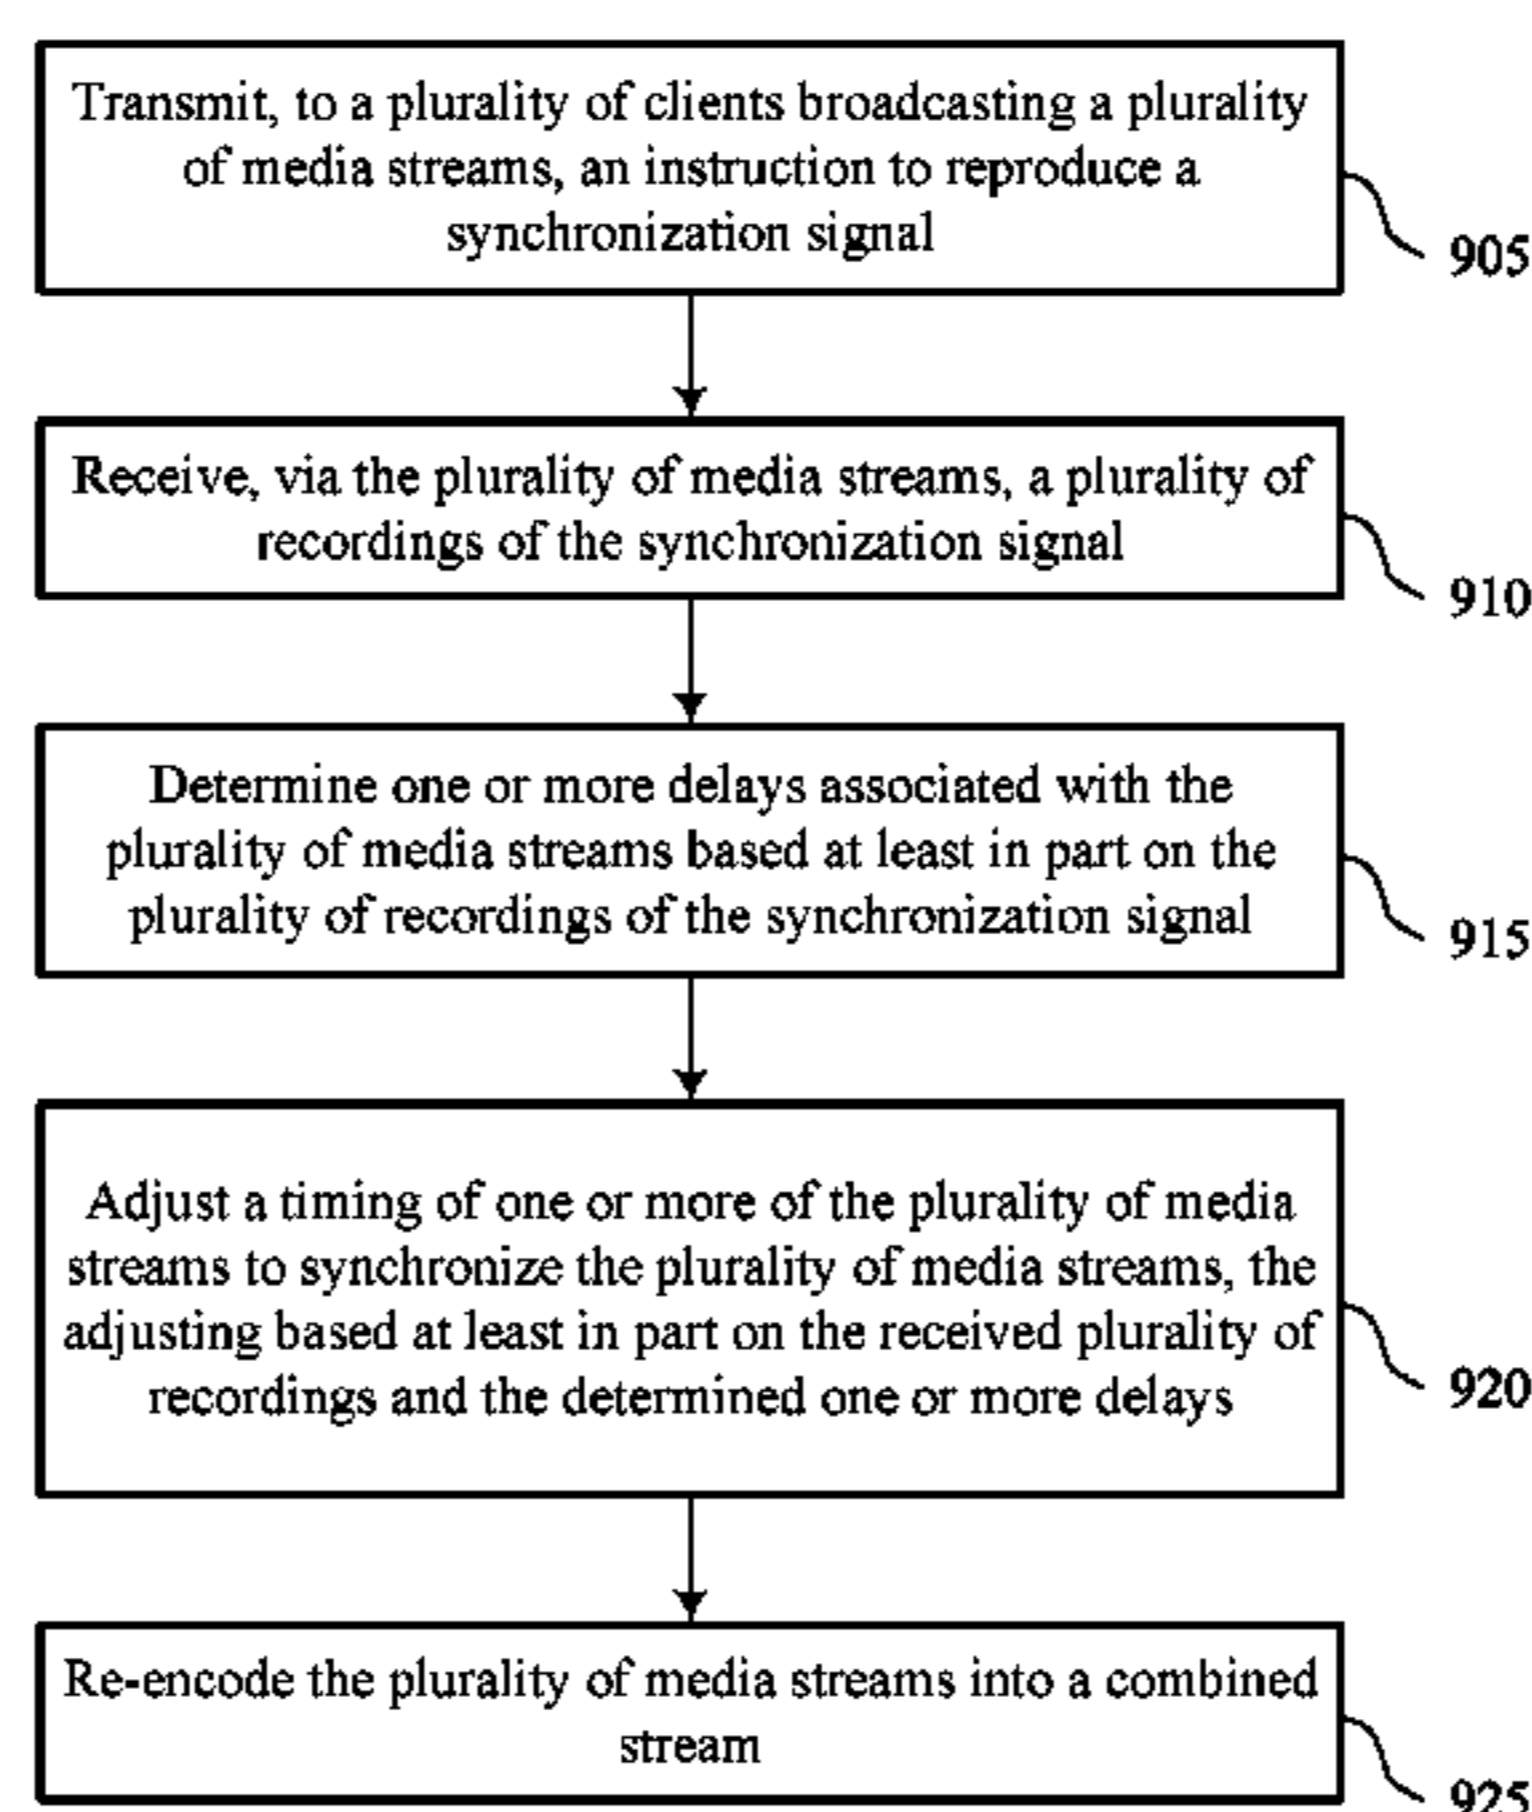 Transmit, to a plurality of clients broadcasting a plurality
of media streams, an instruction to reproduce a
synchronization signal
905
Receive, via the plurality of media streams, a plurality of
recordings of the synchronization signal
910
Determine one or more delays associated with the
plurality of media streams based at least in part on the
plurality of recordings of the synchronization signal
915
Adjust a timing of one or more of the plurality of media
streams to synchronize the plurality of media streams, the
adjusting based at least in part on the received plurality of
recordings and the determined one or more delays
920
Re-encode the plurality of media streams into a combined
stream
925